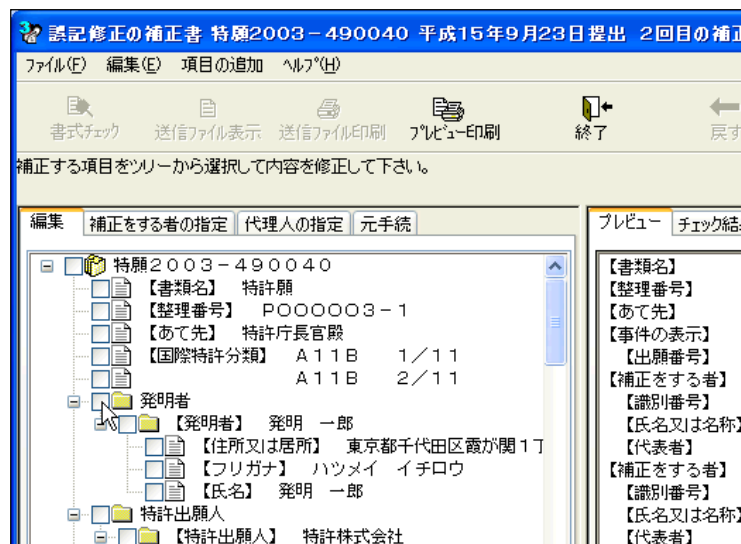 誤記修正の補正書 特願2003-490040 平成15年9月23日提出 2回目の補正
ファイル(F) 編集(E) 項目の追加 ヘルプ(H)
書式チェック 送信ファイル表示 送信ファイル印刷 プレビュー印刷 終了 戻す
補正する項目をツリーから選択して内容を修正して下さい。
編集 補正をする者の指定 代理人の指定 元手続
特願2003-490040
【書類名】 特許願
【整理番号】 P000003-1
【あて先】 特許庁長官殿
【国際特許分類】 A11B 1/11
A11B 2/11
発明者
【発明者】 発明 一郎
【住所又は居所】 東京都千代田区霞が関1丁
【フリガナ】 ハツメイ イチロウ
【氏名】 発明 一郎
特許出願人
【特許出願人】 特許株式会社
プレビュー チェック結
【書類名】
【整理番号】
【あて先】
【事件の表示】
【出願番号】
【補正をする者】
【識別番号】
【氏名又は名称】
【代表者】
【補正をする者】
【識別番号】
【氏名又は名称】
【代表者】